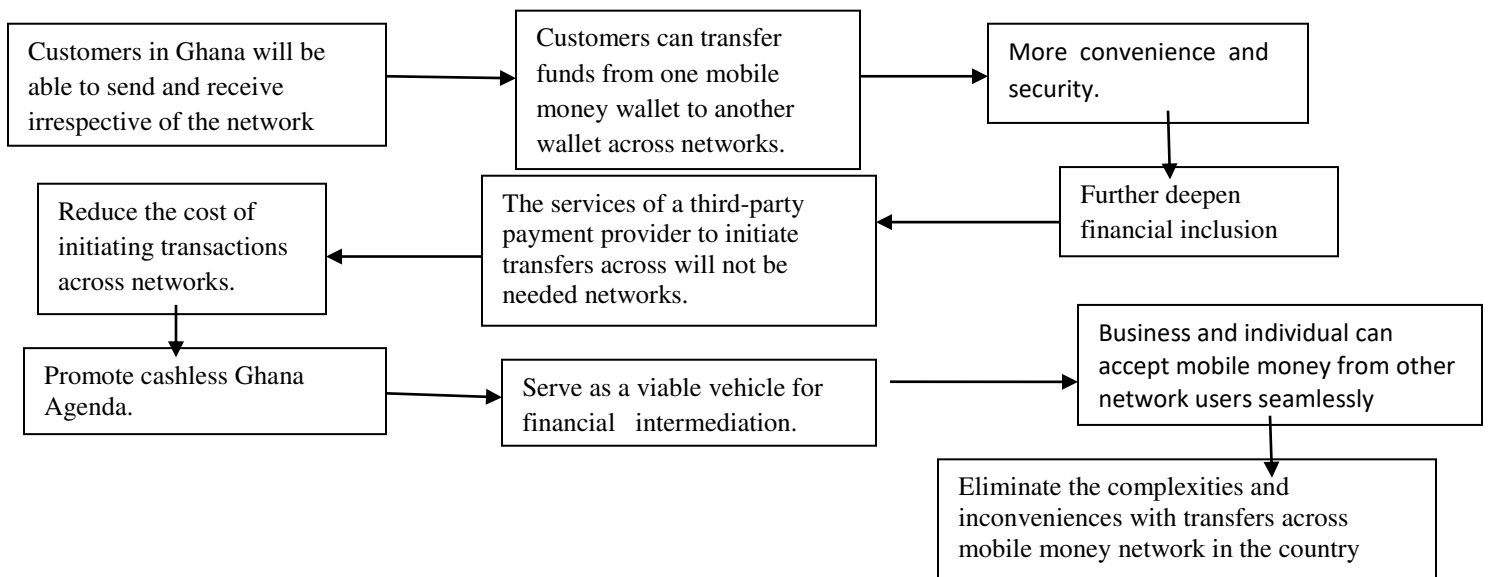 Customers in Ghana will be
able to send and receive
irrespective of the network
Customers can transfer
funds from one mobile
money wallet to another
wallet across networks.
More convenience and
security.
Further deepen
financial inclusion
The services of a third-party
payment provider to initiate
transfers across will not be
needed networks.
Reduce the cost of
initiating transactions
across networks.
Promote cashless Ghana
Agenda.
Serve as a viable vehicle for
financial intermediation.
Business and individual can
accept mobile money from other
network users seamlessly
Eliminate the complexities and
inconveniences with transfers across
mobile money network in the country